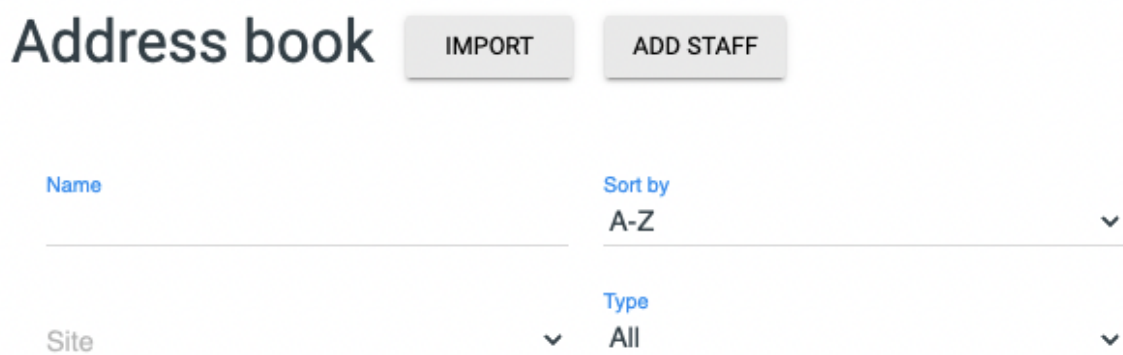 Address book IMPORT ADD STAFF
Name Sort by
A-Z
Type
Site All